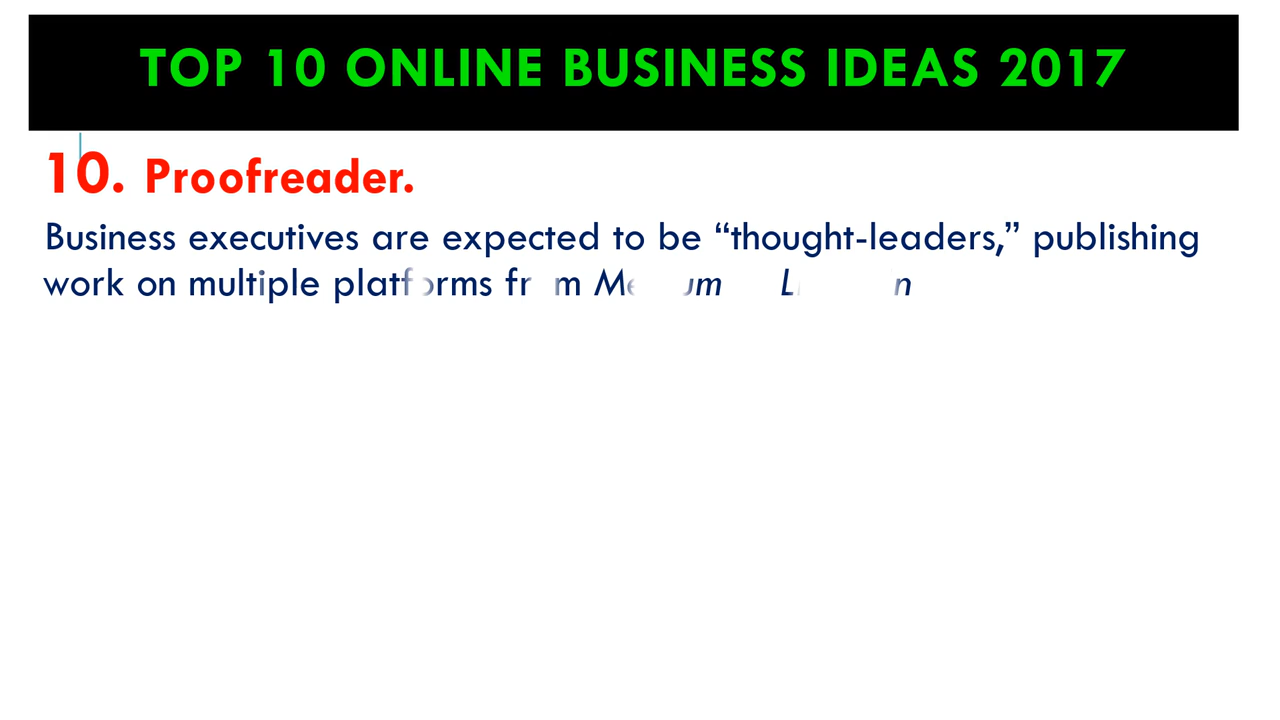 TOP 10 ONLINE BUSINESS IDEAS 2017
10. Proofreader.
Business executives are expected to be “thought-leaders,” publishing
work on multiple platforms from